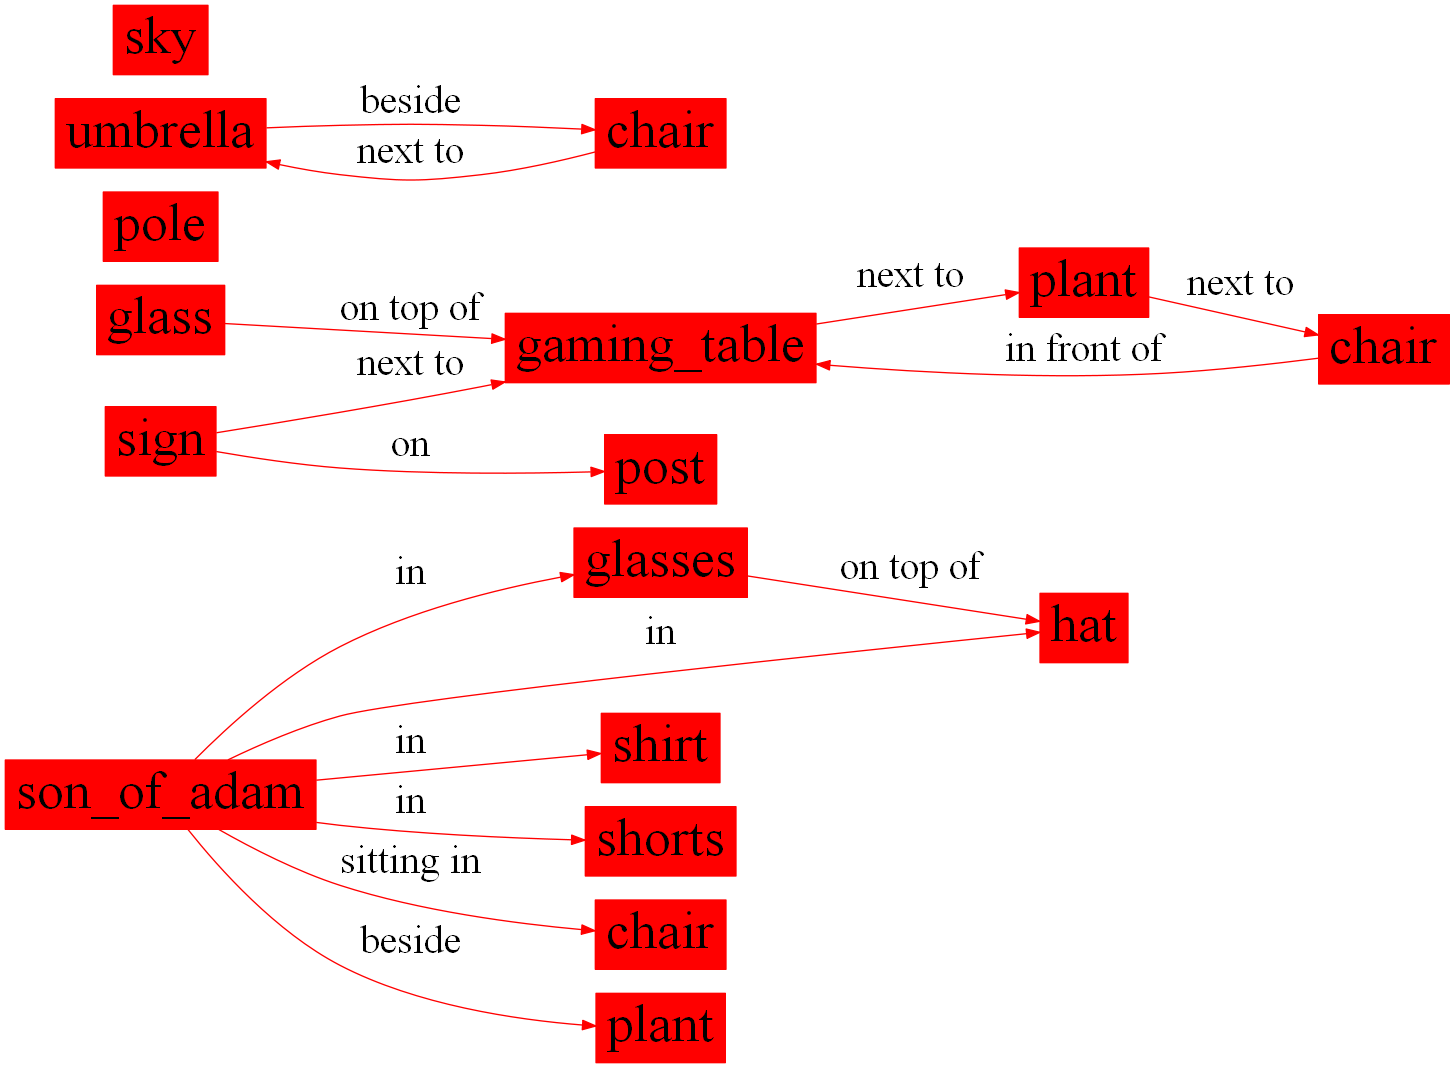 sky
umbrella
beside
next to
chair
pole
glass
on top of
gaming_table
next to
plant
next to
chair
in front of
sign
next to
on
post
in
glasses
on top of
hat
in
son_of_adam
in
shirt
in
shorts
sitting in
chair
beside
plant